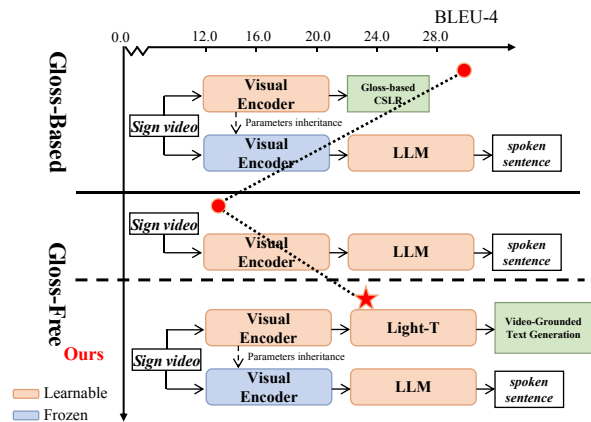 BLEU-4
0.0
12.0
16.0
20.0
24.0
28.0
Gloss-Based
Sign video
Visual
Encoder
Gloss-based
CSLR
Parameters inheritance
Visual
Encoder
LLM
spoken
sentence
Gloss-Free
Sign video
Visual
Encoder
LLM
spoken
sentence
Ours
Sign video
Visual
Encoder
Light-T
Video-Grounded
Text Generation
Parameters inheritance
Visual
Encoder
LLM
spoken
sentence
Learnable
Frozen